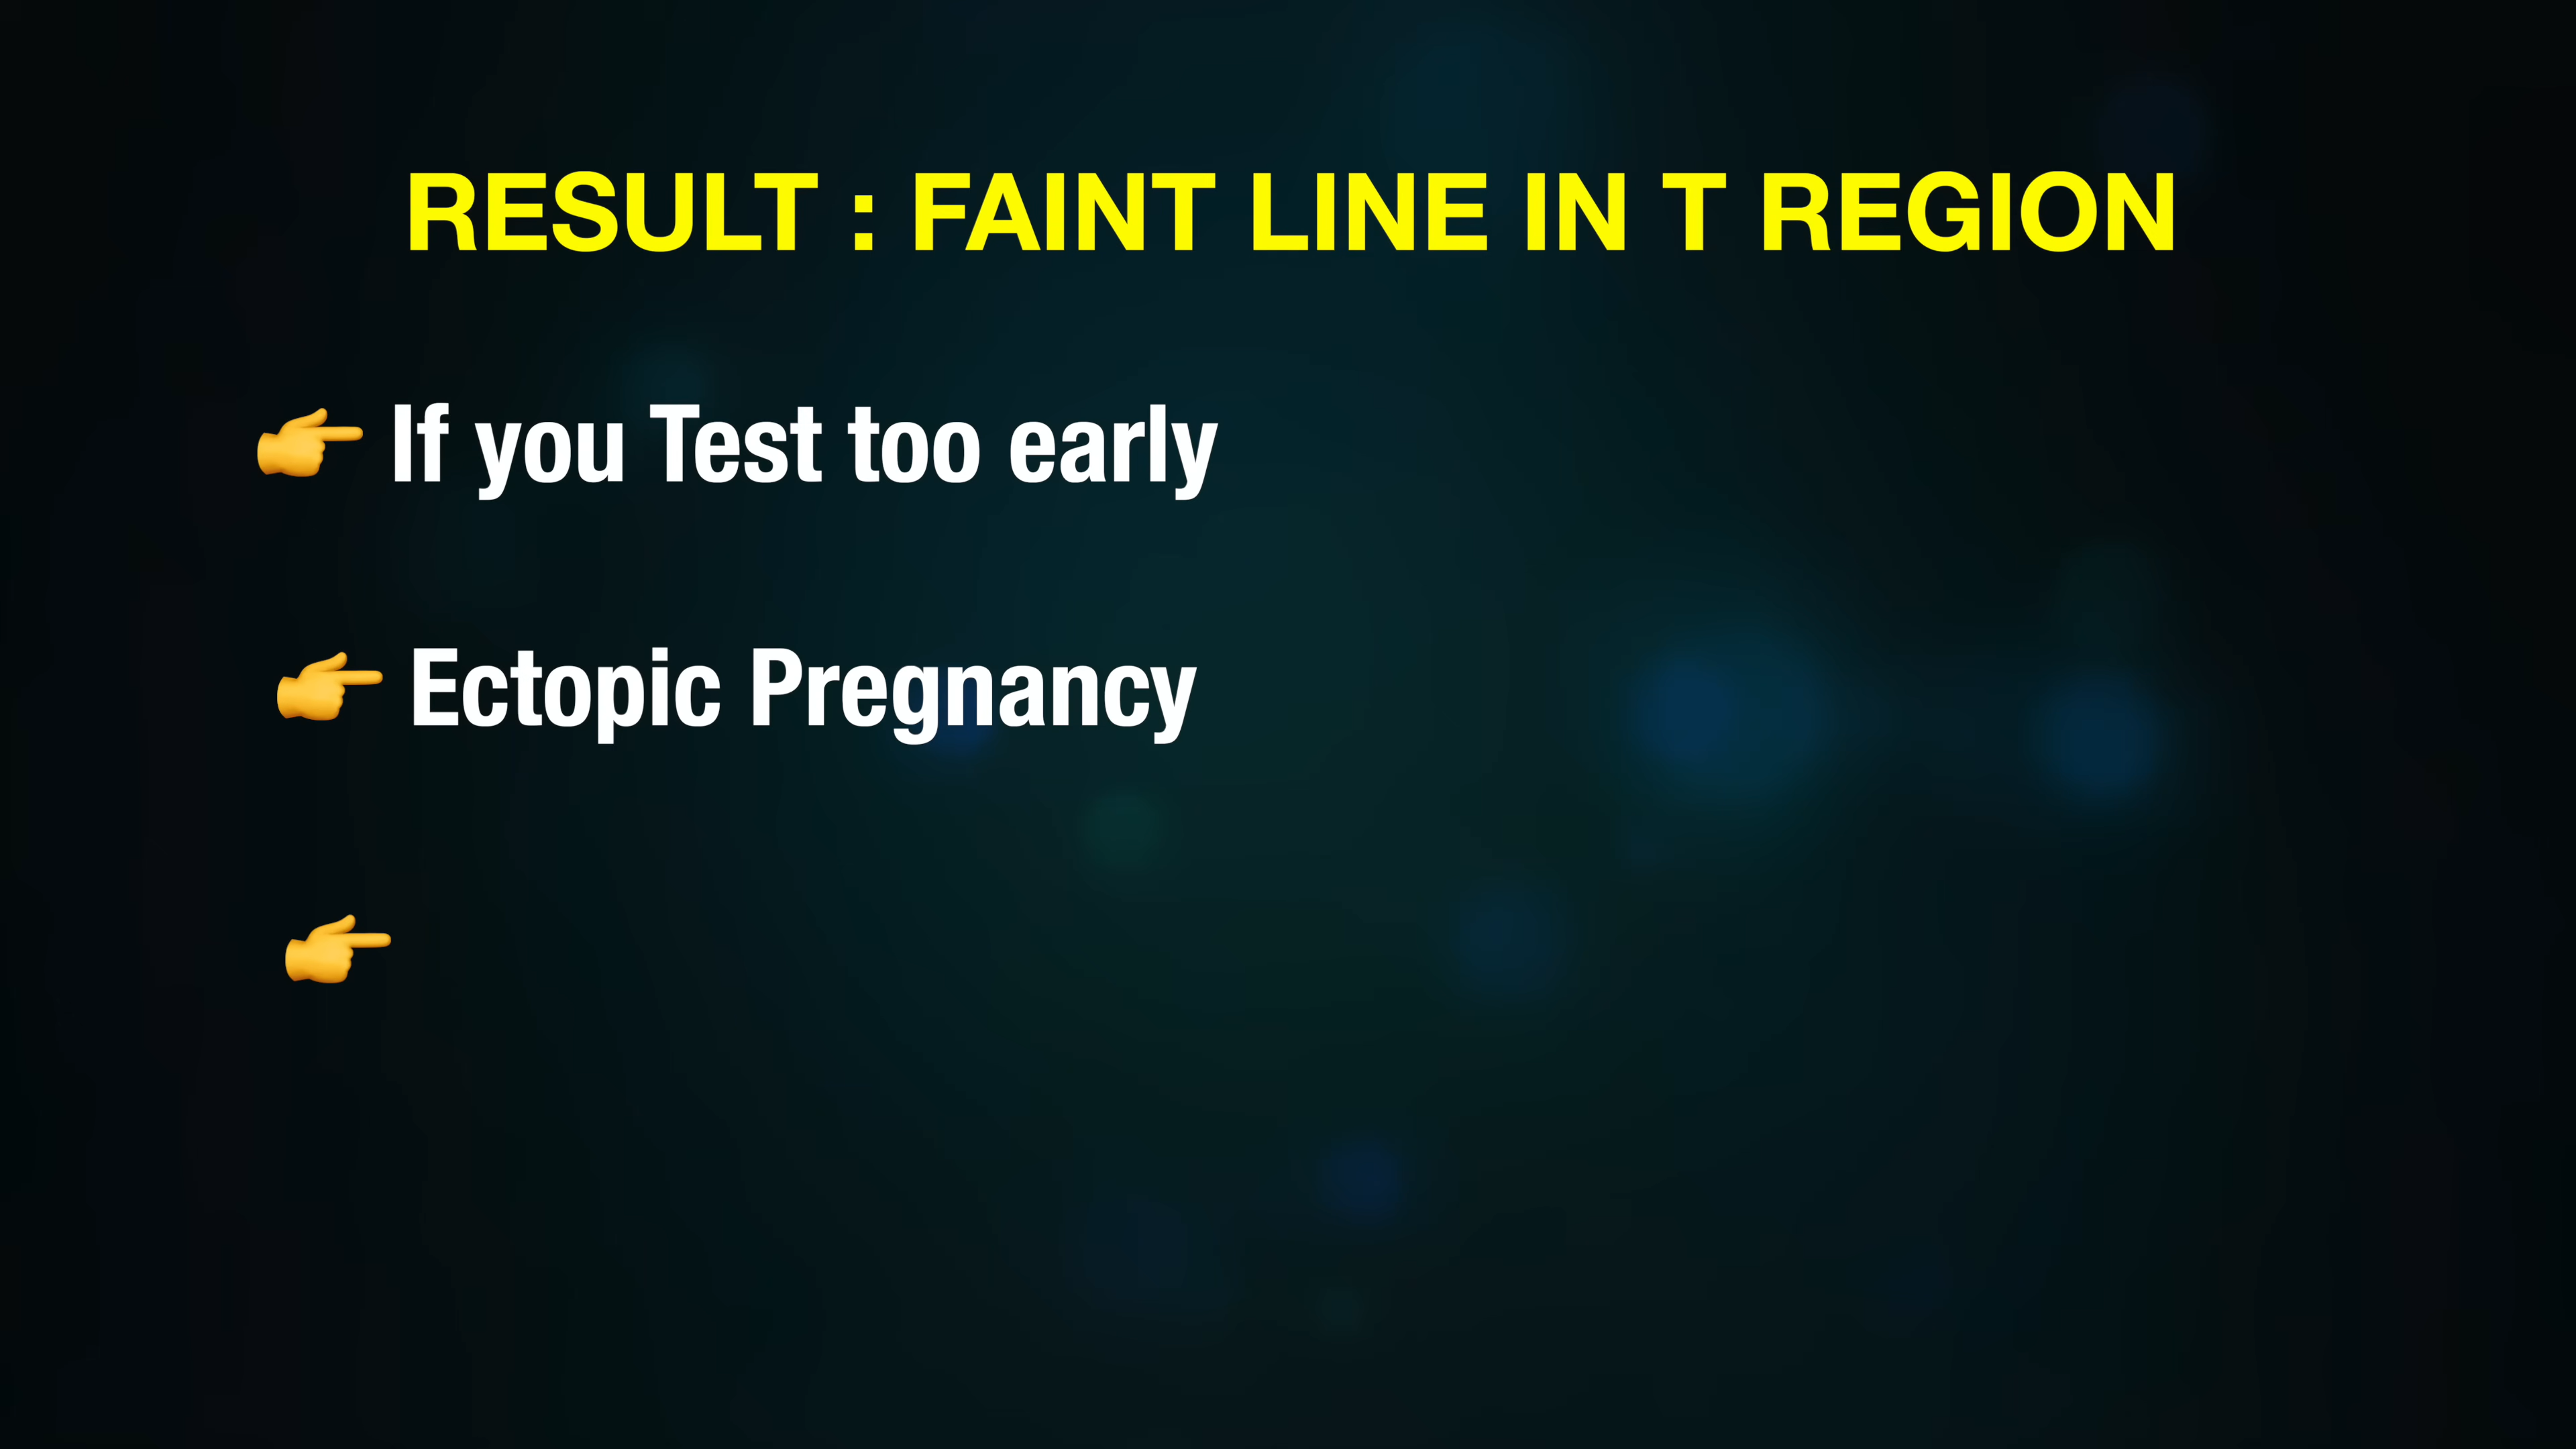 RESULT : FAINT LINE IN T REGION
👉 If you Test too early
👉 Ectopic Pregnancy
👉